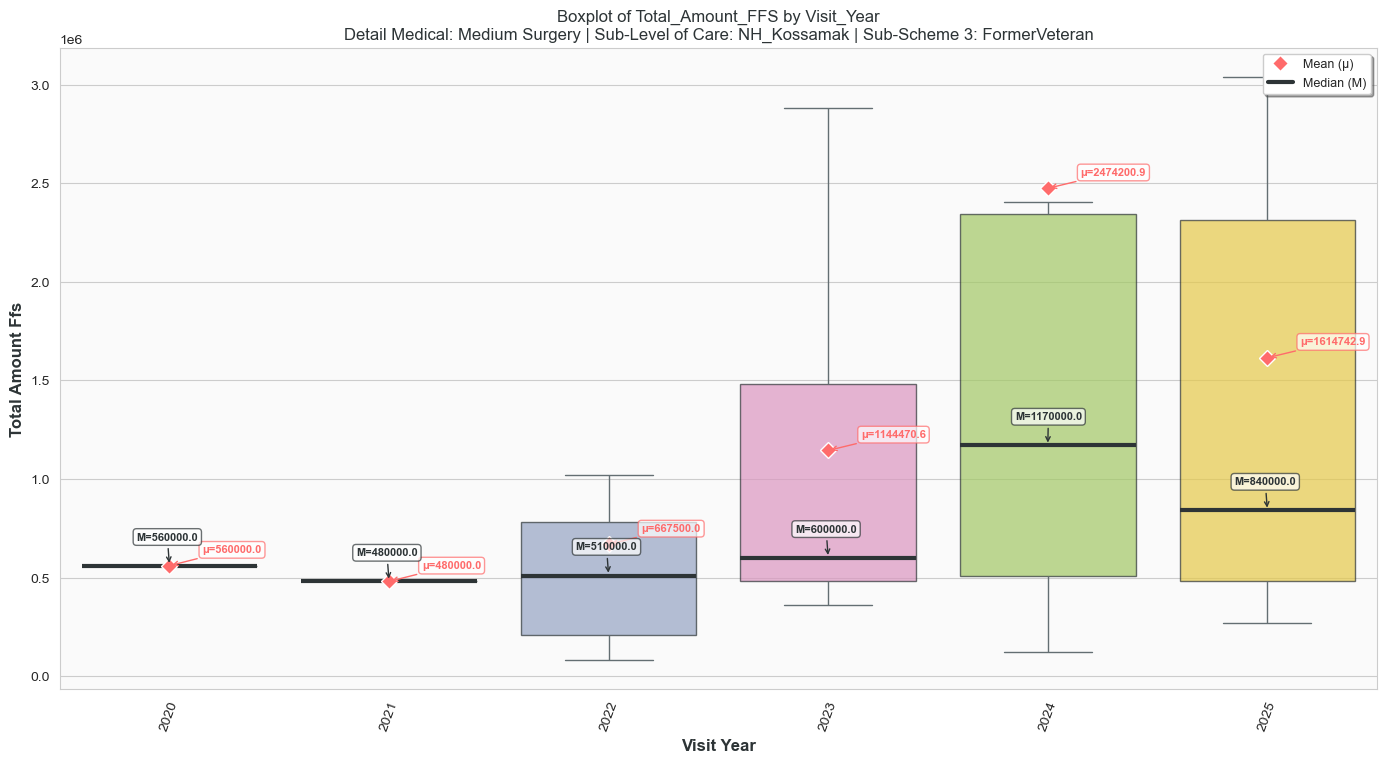 Boxplot of Total_Amount_FFS by Visit_Year
Detail Medical: Medium Surgery | Sub-Level of Care: NH_Kossamak | Sub-Scheme 3: FormerVeteran
1e6
Mean (μ)
Median (M)
3.0
2.5
2.0
1.5
1.0
0.5
0.0
Total Amount Ffs
M=560000.0
μ=560000.0
M=480000.0
μ=480000.0
M=510000.0
μ=667500.0
M=600000.0
μ=1144470.6
M=1170000.0
μ=2474200.9
M=840000.0
μ=1614742.9
2020
2021
2022
2023
2024
2025
Visit Year